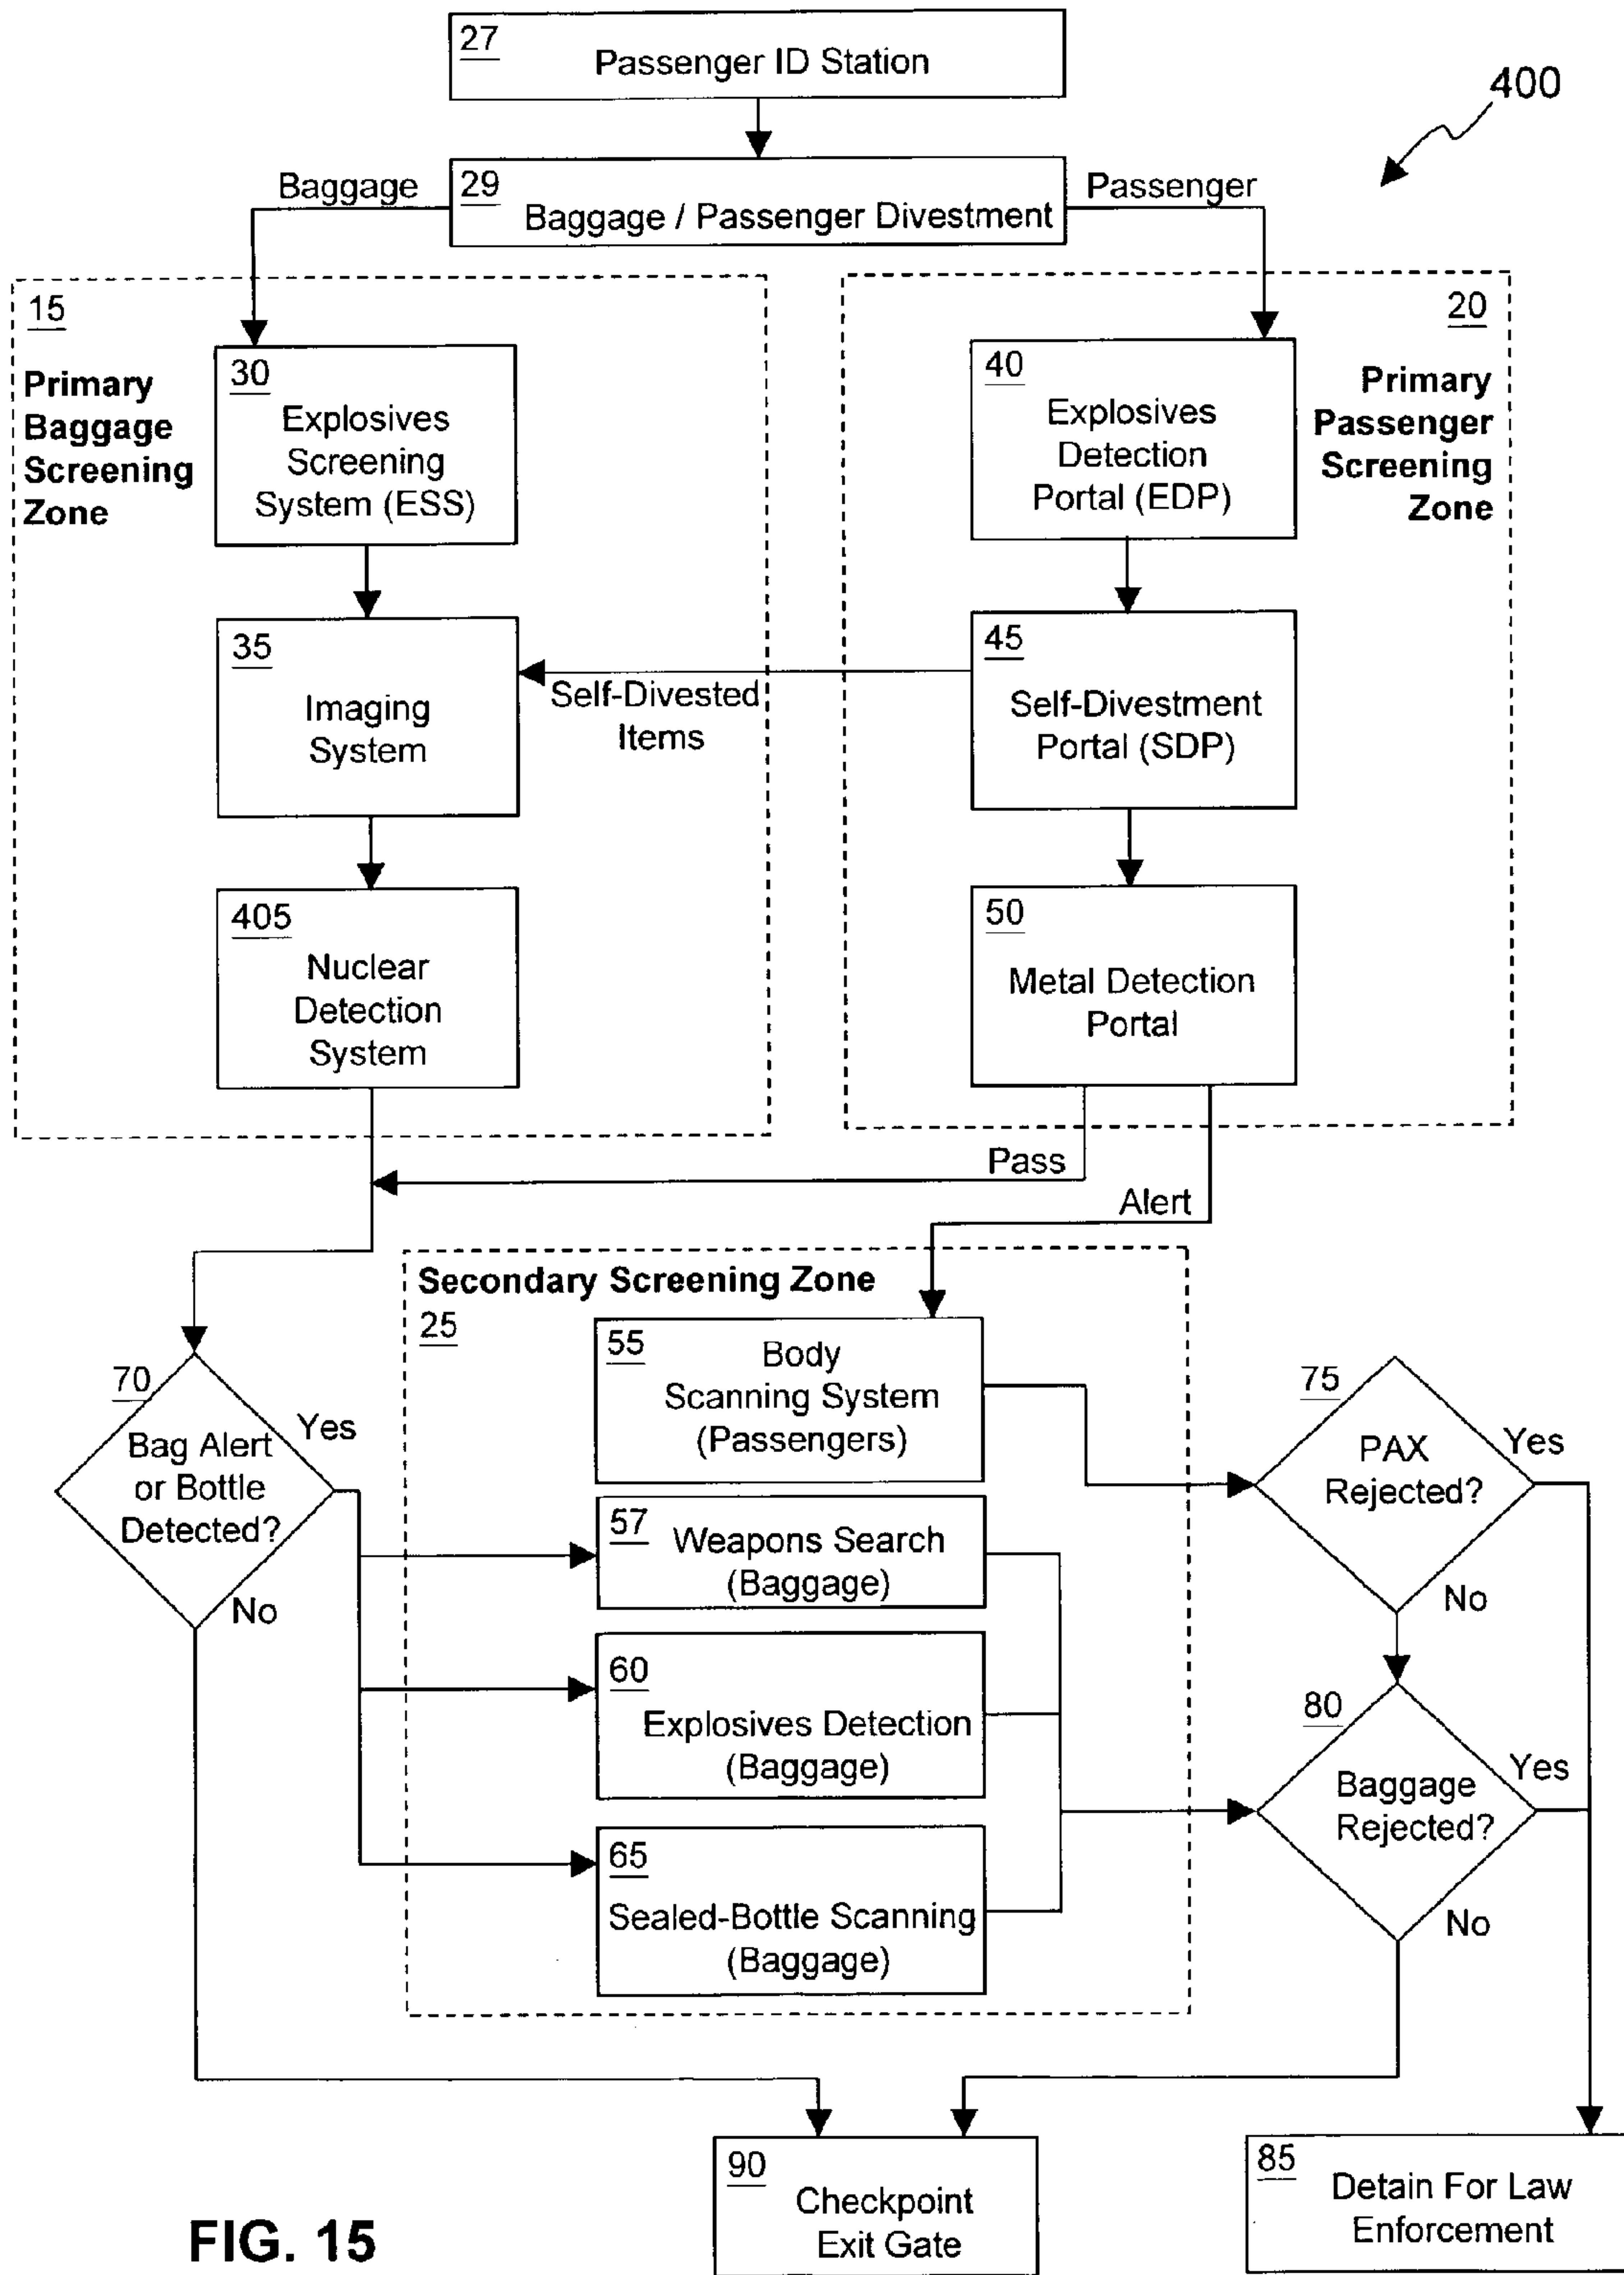 27
Passenger ID Station
400
Baggage
29
Baggage / Passenger Divestment
Passenger
15
Primary
Baggage
Screening
Zone
30
Explosives
Screening
System (ESS)
40
Explosives
Detection
Portal (EDP)
20
Primary
Passenger
Screening
Zone
35
Imaging
System
Self-Divested
Items
45
Self-Divestment
Portal (SDP)
405
Nuclear
Detection
System
50
Metal Detection
Portal
Pass
Alert
Secondary Screening Zone
25
55
Body
Scanning System
(Passengers)
70
Bag Alert
or Bottle
Detected?
Yes
No
57
Weapons Search
(Baggage)
60
Explosives Detection
(Baggage)
65
Sealed-Bottle Scanning
(Baggage)
75
PAX
Rejected?
Yes
No
80
Baggage
Rejected?
Yes
No
90
Checkpoint
Exit Gate
85
Detain For Law
Enforcement
FIG. 15